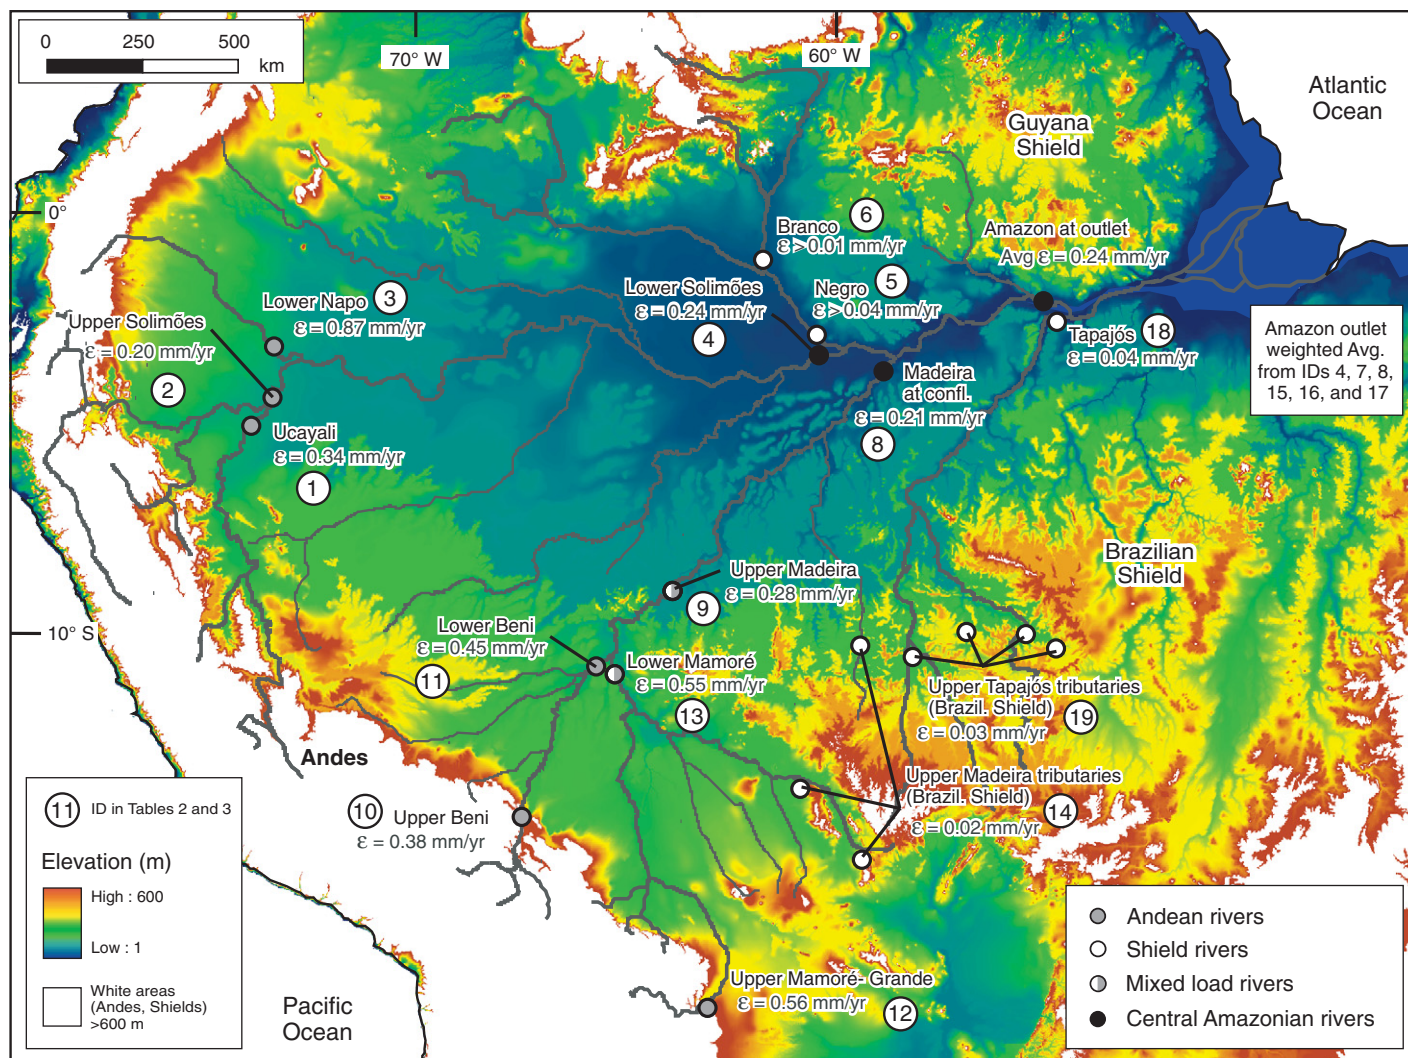 0 250 500
km
70° W
60° W
Atlantic
Ocean
Guyana
Shield
0°
6
Branco
Ɛ > 0.01 mm/yr
Amazon at outlet
Avg Ɛ = 0.24 mm/yr
5
Negro
Ɛ > 0.04 mm/yr
Lower Solimões
Ɛ = 0.24 mm/yr
4
3
Lower Napo
Ɛ = 0.87 mm/yr
Upper Solimões
Ɛ = 0.20 mm/yr
2
Tapajós
Ɛ = 0.04 mm/yr
18
Amazon outlet
weighted Avg.
from IDs 4, 7, 8,
15, 16, and 17
Madeira
at confl.
Ɛ = 0.21 mm/yr
8
Ucayali
Ɛ = 0.34 mm/yr
1
Brazilian
Shield
Upper Madeira
Ɛ = 0.28 mm/yr
9
10° S
Lower Beni
Ɛ = 0.45 mm/yr
11
Lower Mamoré
Ɛ = 0.55 mm/yr
13
Upper Tapajós tributaries
(Brazil. Shield)
Ɛ = 0.03 mm/yr
19
Andes
Upper Madeira tributaries
(Brazil. Shield)
Ɛ = 0.02 mm/yr
14
10
Upper Beni
Ɛ = 0.38 mm/yr
11 ID in Tables 2 and 3
Elevation (m)
High : 600
Low : 1
White areas
(Andes, Shields)
>600 m
Pacific
Ocean
Upper Mamoré- Grande
Ɛ = 0.56 mm/yr
12
Andean rivers
Shield rivers
Mixed load rivers
Central Amazonian rivers